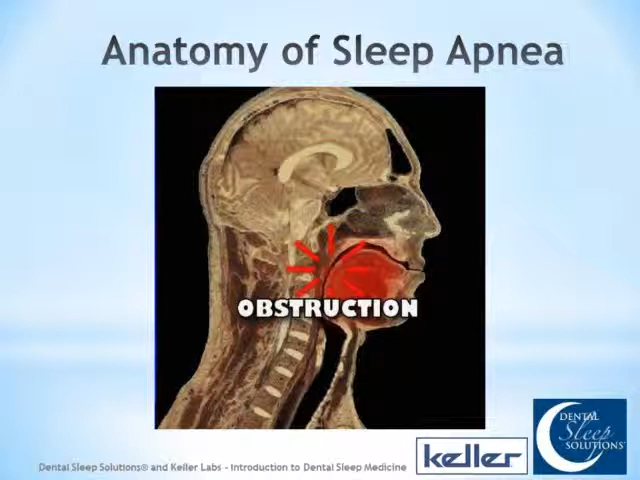 Anatomy of Sleep Apnea
OBSTRUCTION
DENTAL
Sleep
SOLUTIONS
keller
Dental Sleep Solutions® and Keller Labs - Introduction to Dental Sleep Medicine